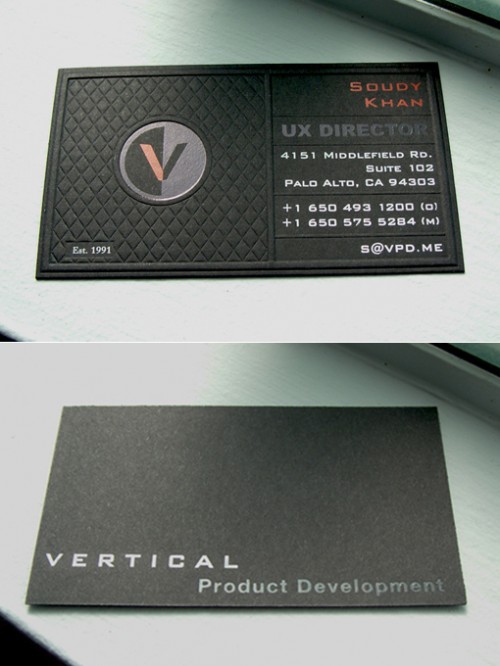 Soudy
Khan
UX DIRECTOR
4151 Middlefield Rd.
Suite 102
Palo Alto, CA 94303
+1 650 493 1200 (O)
+1 650 575 5284 (M)
S@VPD.ME
V
Est. 1991
VERTICAL
Product Development